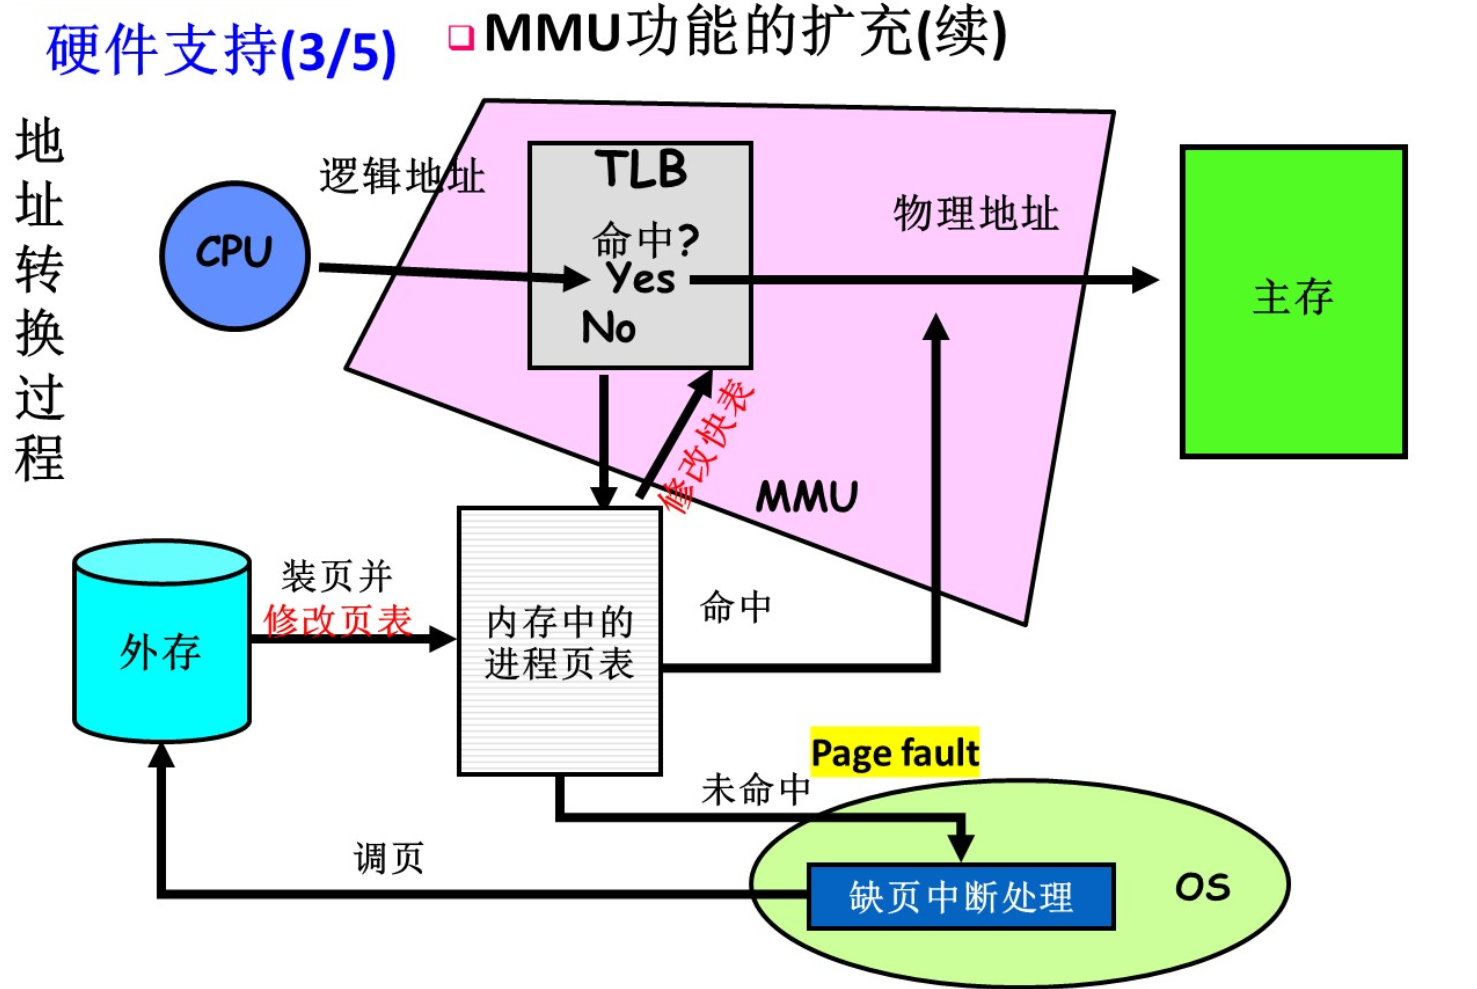 硬件支持(3/5)
MMU功能的扩充(续)
地址转换过程
逻辑地址
CPU
TLB
命中?
Yes
No
物理地址
主存
修改快表
MMU
外存
装页并
修改页表
内存中的
进程页表
命中
Page fault
未命中
调页
缺页中断处理
OS